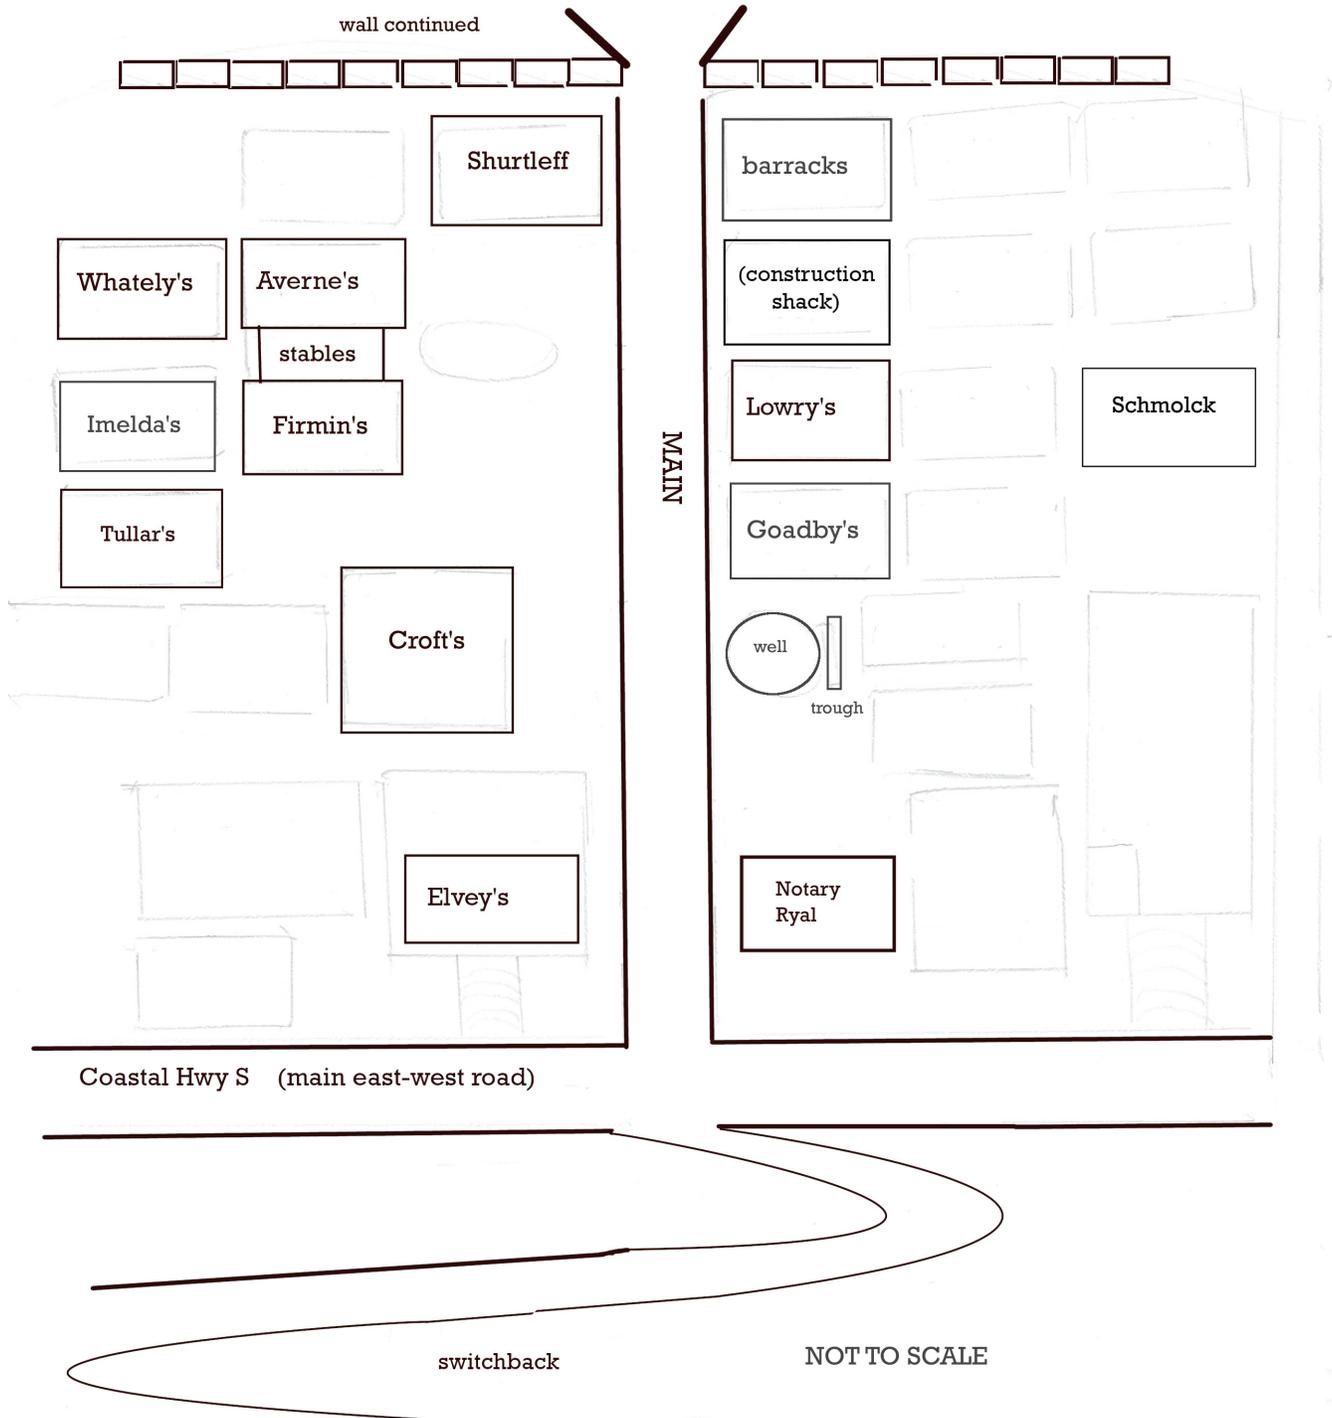 wall continued
Shurtleff
barracks
Whately's
Averne's
(construction
shack)
stables
Imelda's
Firmin's
MAIN
Lowry's
Schmolck
Tullar's
Goadby's
Croft's
well
trough
Elvey's
Notary
Ryal
Coastal Hwy S (main east-west road)
switchback
NOT TO SCALE